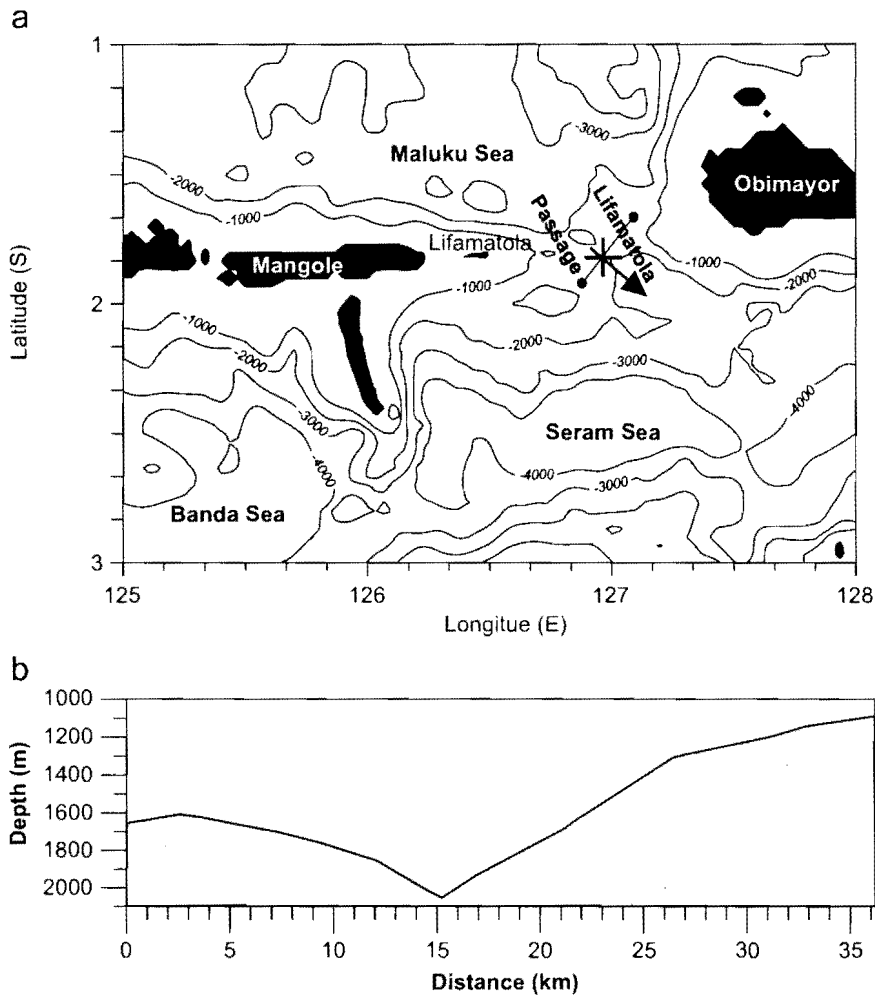 a
1
2
3
Latitude (S)
125
126
127
128
Longitue (E)
-3000
Maluku Sea
-2000
-1000
Obimayor
Passage
Lifamatola
Lifamatola
Mangole
-1000
-1000
-2000
-1000
-2000
-2000
-3000
-3000
-4000
-4000
Seram Sea
-4000
-3000
Banda Sea
b
1000
1200
1400
1600
1800
2000
Depth (m)
0
5
10
15
20
25
30
35
Distance (km)